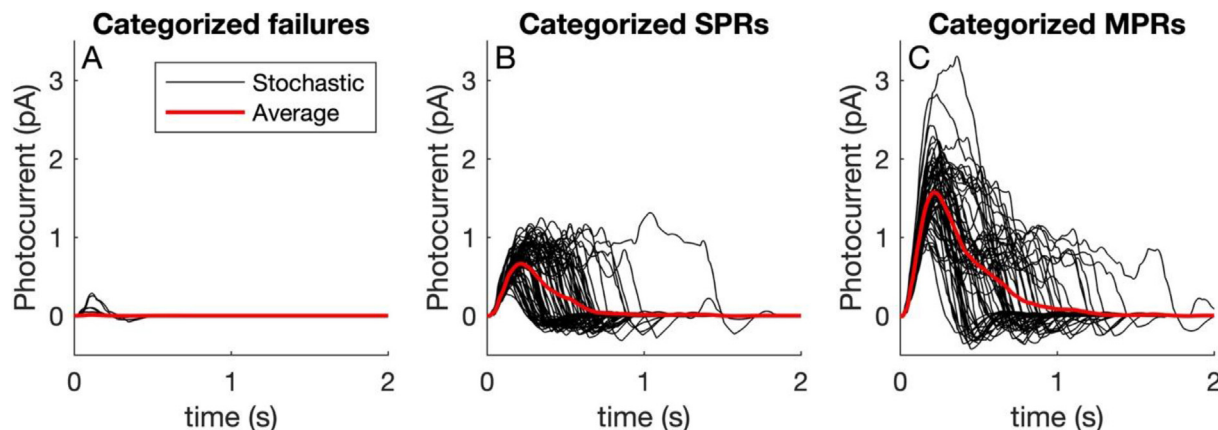 Categorized failures
A
Stochastic
Average
Photocurrent (pA)
3
2
1
0
0 1 2
time (s)
Categorized SPRs
B
Photocurrent (pA)
3
2
1
0
0 1 2
time (s)
Categorized MPRs
C
Photocurrent (pA)
3
2
1
0
0 1 2
time (s)